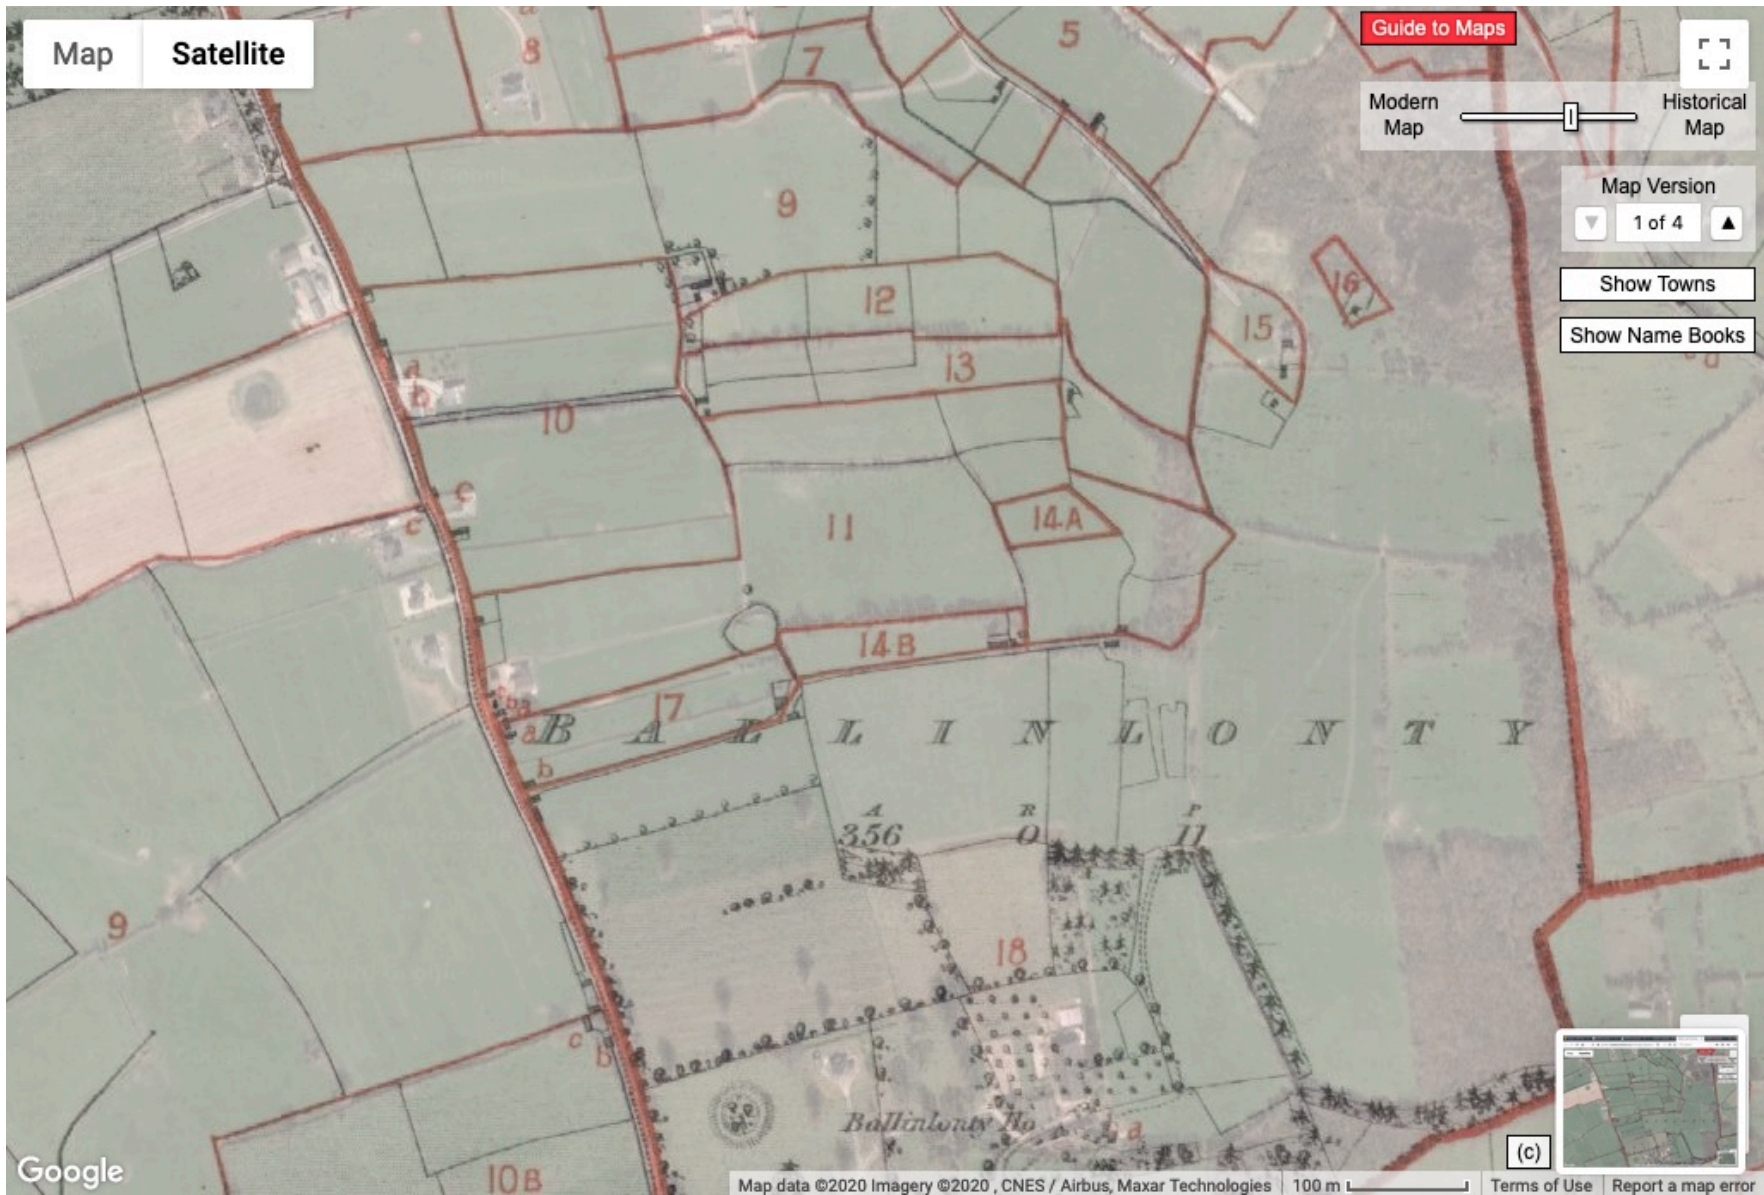 Map Satellite
Guide to Maps
Modern Map
Historical Map
Map Version
1 of 4
Show Towns
Show Name Books
8
7
5
9
12
16
15
13
a
b
10
c
c
11
14A
14B
17
ba
a
b
BALLINLONTY
A R P
356 0 11
9
18
c
b
Ballinlonty Ho
a
10B
(c)
Google
Map data ©2020 Imagery ©2020 , CNES / Airbus, Maxar Technologies 100 m Terms of Use Report a map error